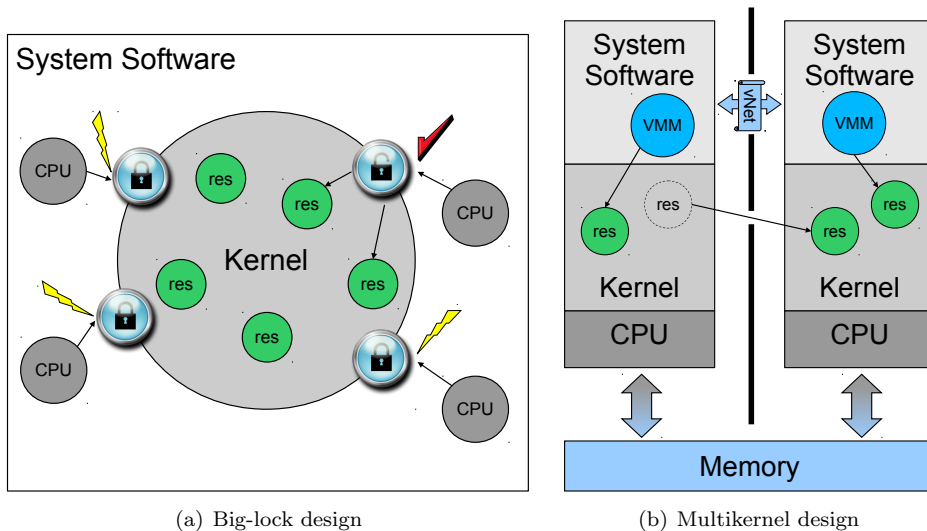 System Software
CPU
res
res
CPU
Kernel
res
res
res
CPU
CPU
(a) Big-lock design
System
Software
System
Software
vNet
VMM
VMM
res
res
res
res
Kernel
Kernel
CPU
CPU
Memory
(b) Multikernel design